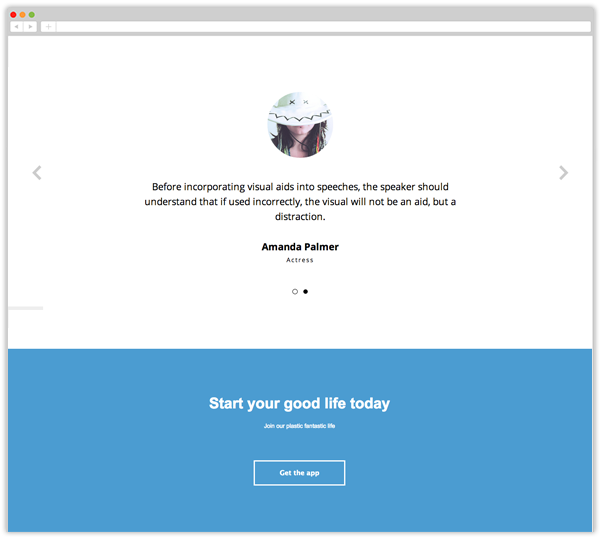 Before incorporating visual aids into speeches, the speaker should
understand that if used incorrectly, the visual will not be an aid, but a
distraction.
Amanda Palmer
Actress
Start your good life today
Join our plastic fentastic life
Get the app